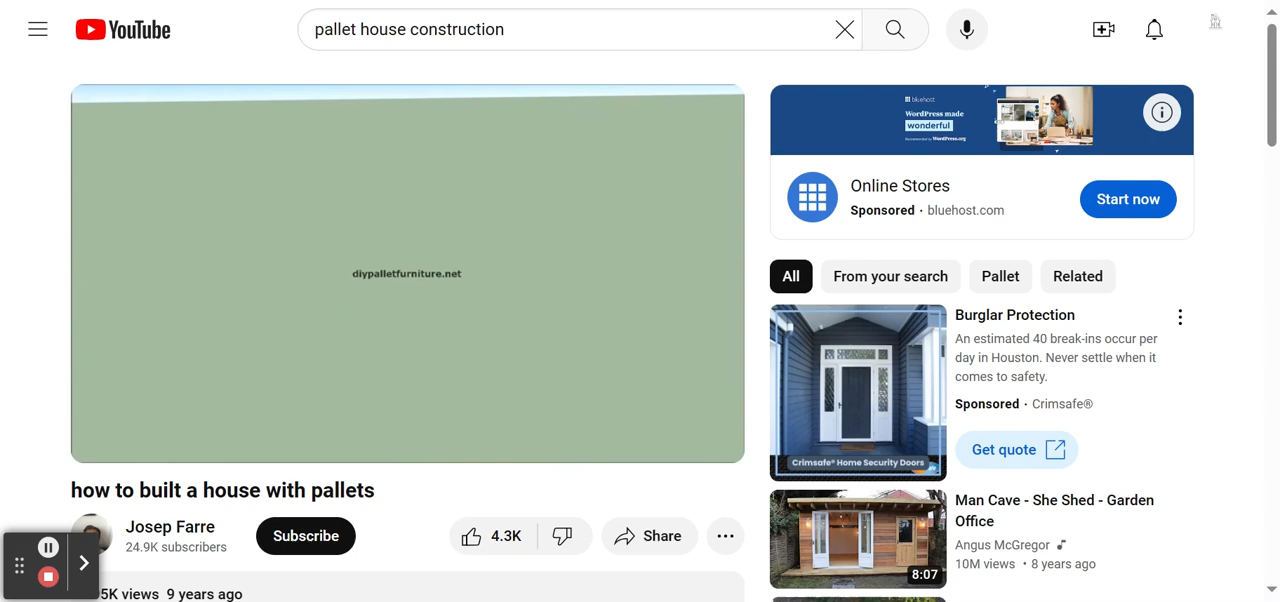 YouTube
pallet house construction
diypalletfurniture.net
how to built a house with pallets
Josep Farre
24.9K subscribers
Subscribe
4.3K
Share
5K views 9 years ago
bluehost
WordPress made
wonderful
WordPress.org
Online Stores
Sponsored · bluehost.com
Start now
All
From your search
Pallet
Related
Crimsafe® Home Security Doors
Burglar Protection
An estimated 40 break-ins occur per
day in Houston. Never settle when it
comes to safety.
Sponsored · Crimsafe®
Get quote
8:07
Man Cave - She Shed - Garden
Office
Angus McGregor
10M views • 8 years ago